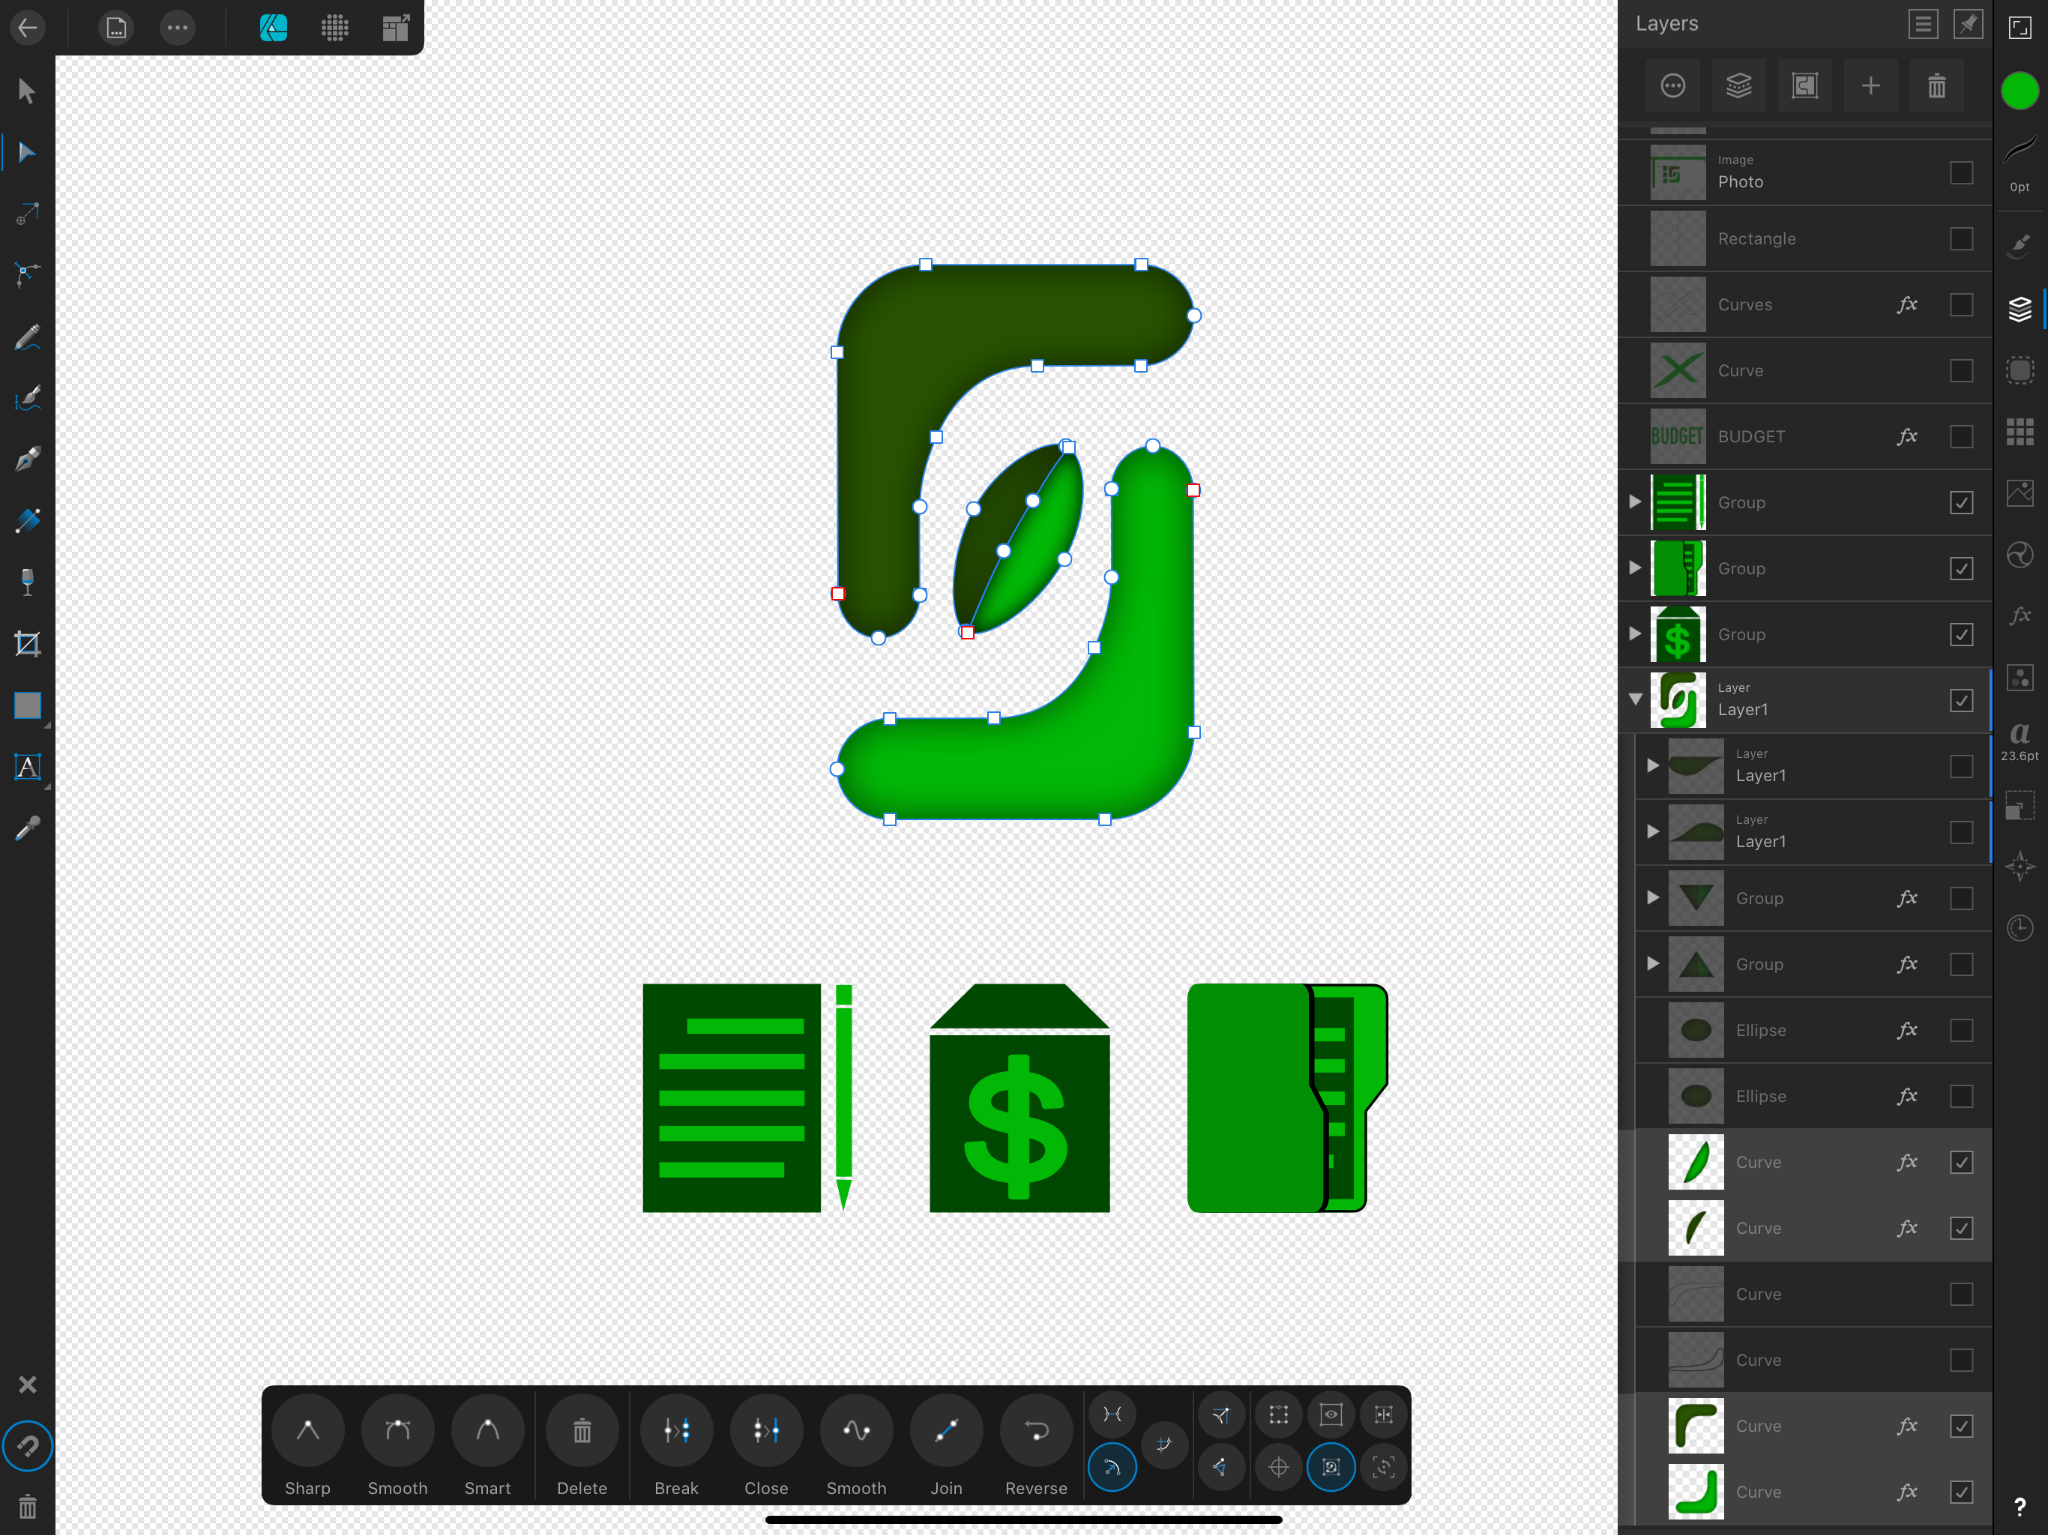 Layers
0pt
Image
Photo
Rectangle
Curves fx
Curve
BUDGET BUDGET fx
Group
Group
$ Group
fx
Layer
Layer1
a
23.6pt
Layer
Layer1
Layer
Layer1
Group fx
Group fx
Ellipse fx
Ellipse fx
Curve fx
Curve fx
Curve
Curve
Curve fx
Curve fx
A
$
Sharp Smooth Smart Delete Break Close Smooth Join Reverse
?